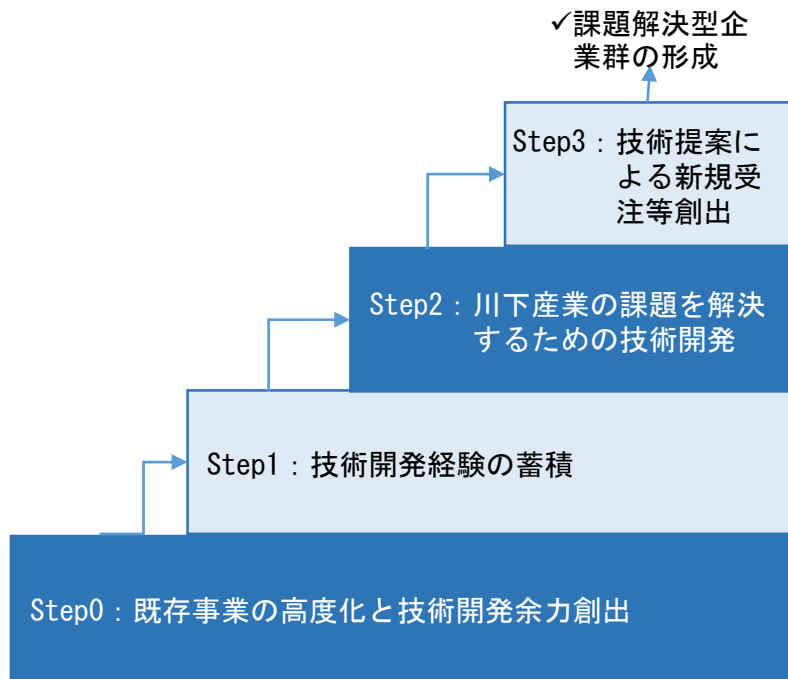 ✓課題解決型企
業群の形成
Step3：技術提案に
よる新規受
注等創出
Step2：川下産業の課題を解決
するための技術開発
Step1：技術開発経験の蓄積
Step0：既存事業の高度化と技術開発余力創出